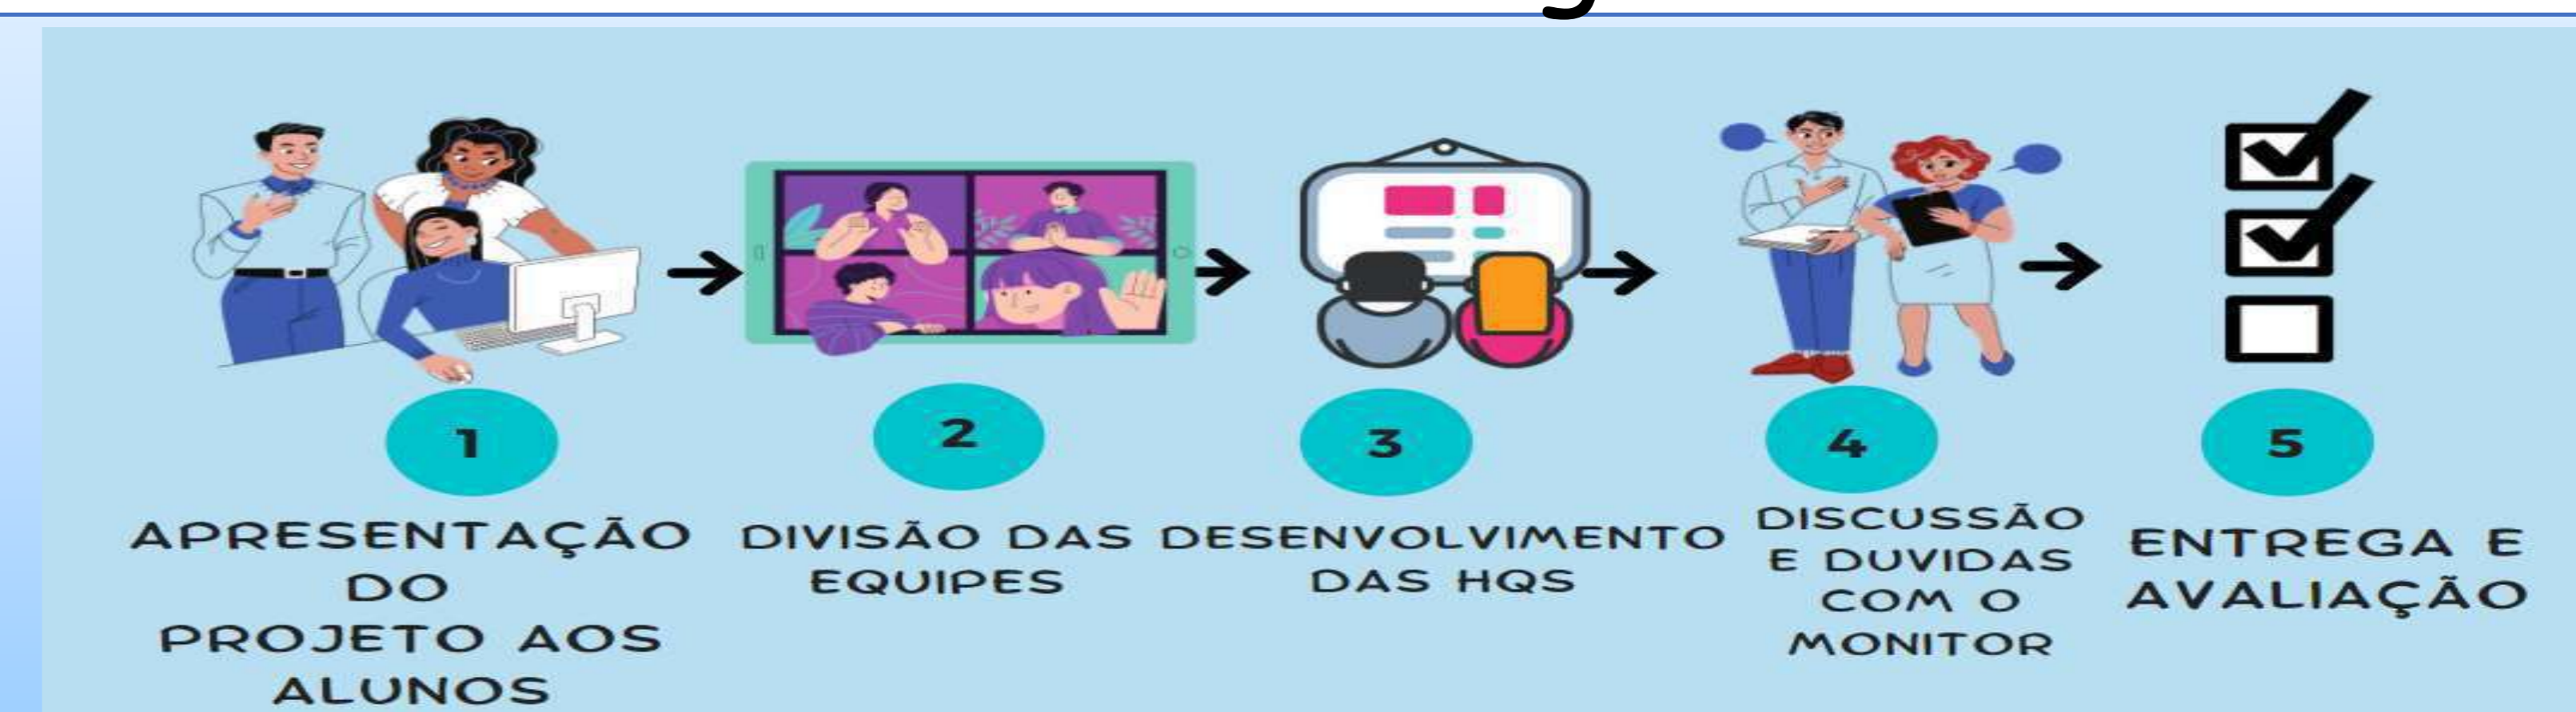 1
APRESENTAÇÃO
DO
PROJETO AOS
ALUNOS
2
DIVISÃO DAS
EQUIPES
3
DESENVOLVIMENTO
DAS HQS
4
DISCUSSÃO
E DUVIDAS
COM O
MONITOR
5
ENTREGA E
AVALIAÇÃO